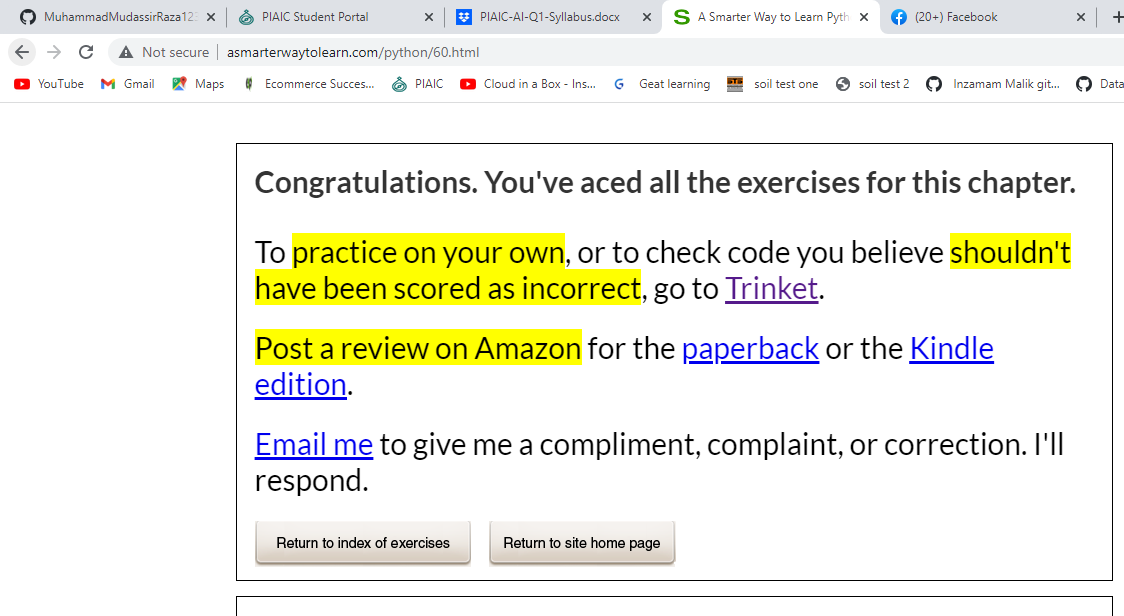 MuhammadMudassirRaza123 PIAIC Student Portal PIAIC-AI-Q1-Syllabus.docx A Smarter Way to Learn Pyth (20+) Facebook
Not secure asmarterwaytolearn.com/python/60.html
YouTube Gmail Maps Ecommerce Succes... PIAIC Cloud in a Box - Ins... Geat learning soil test one soil test 2 Inzamam Malik git... Data
Congratulations. You've aced all the exercises for this chapter.
To practice on your own, or to check code you believe shouldn't
have been scored as incorrect, go to Trinket.
Post a review on Amazon for the paperback or the Kindle
edition.
Email me to give me a compliment, complaint, or correction. I'll
respond.
Return to index of exercises Return to site home page